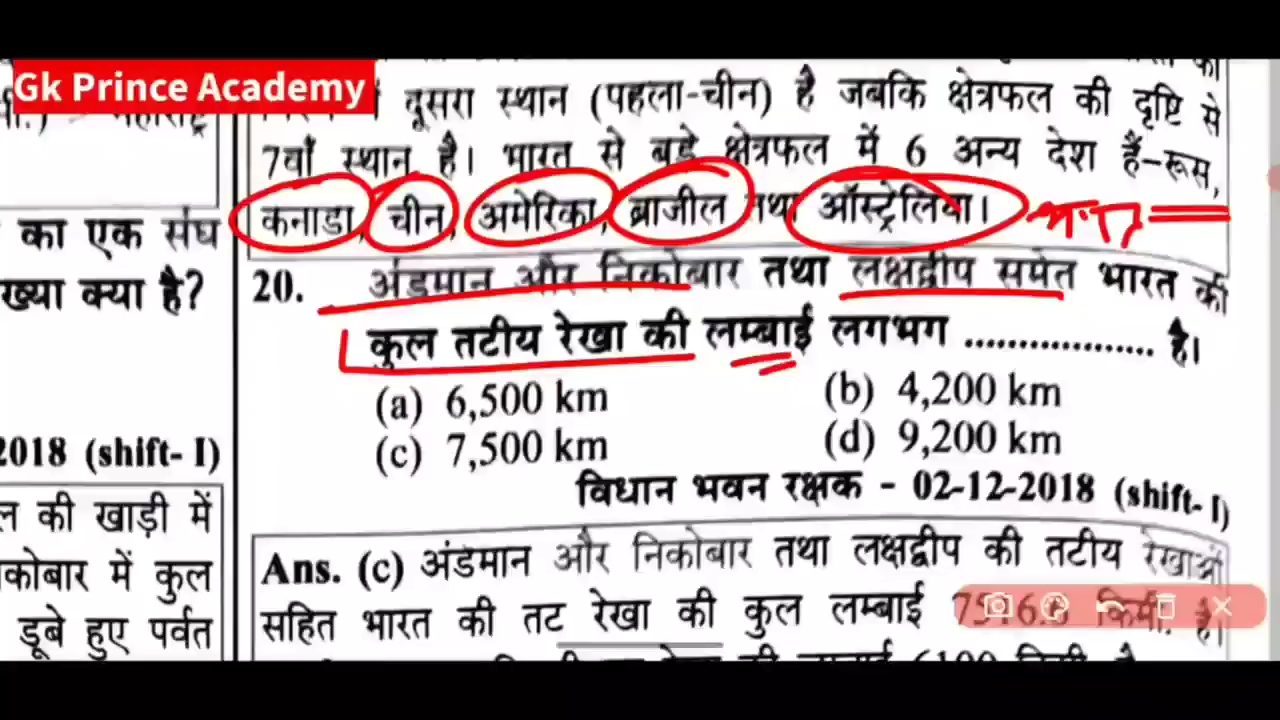 Gk Prince Academy
दूसरा स्थान (पहला-चीन) है जबकि क्षेत्रफल की दृष्टि से
7वाँ स्थान है। भारत से बड़े क्षेत्रफल में 6 अन्य देश हैं-रूस,
कनाडा, चीन, अमेरिका, ब्राजील तथा ऑस्ट्रेलिया।
का एक संघ
ख्या क्या है?
20. अंडमान और निकोबार तथा लक्षद्वीप समेत भारत की
कुल तटीय रेखा की लम्बाई लगभग .................. है।
(a) 6,500 km (b) 4,200 km
(c) 7,500 km (d) 9,200 km
विधान भवन रक्षक - 02-12-2018 (shift- I)
2018 (shift- I)
ल की खाड़ी में
कोबार में कुल
डूबे हुए पर्वत
Ans. (c) अंडमान और निकोबार तथा लक्षद्वीप की तटीय रेखाओं
सहित भारत की तट रेखा की कुल लम्बाई 7516.6 किमी. है।